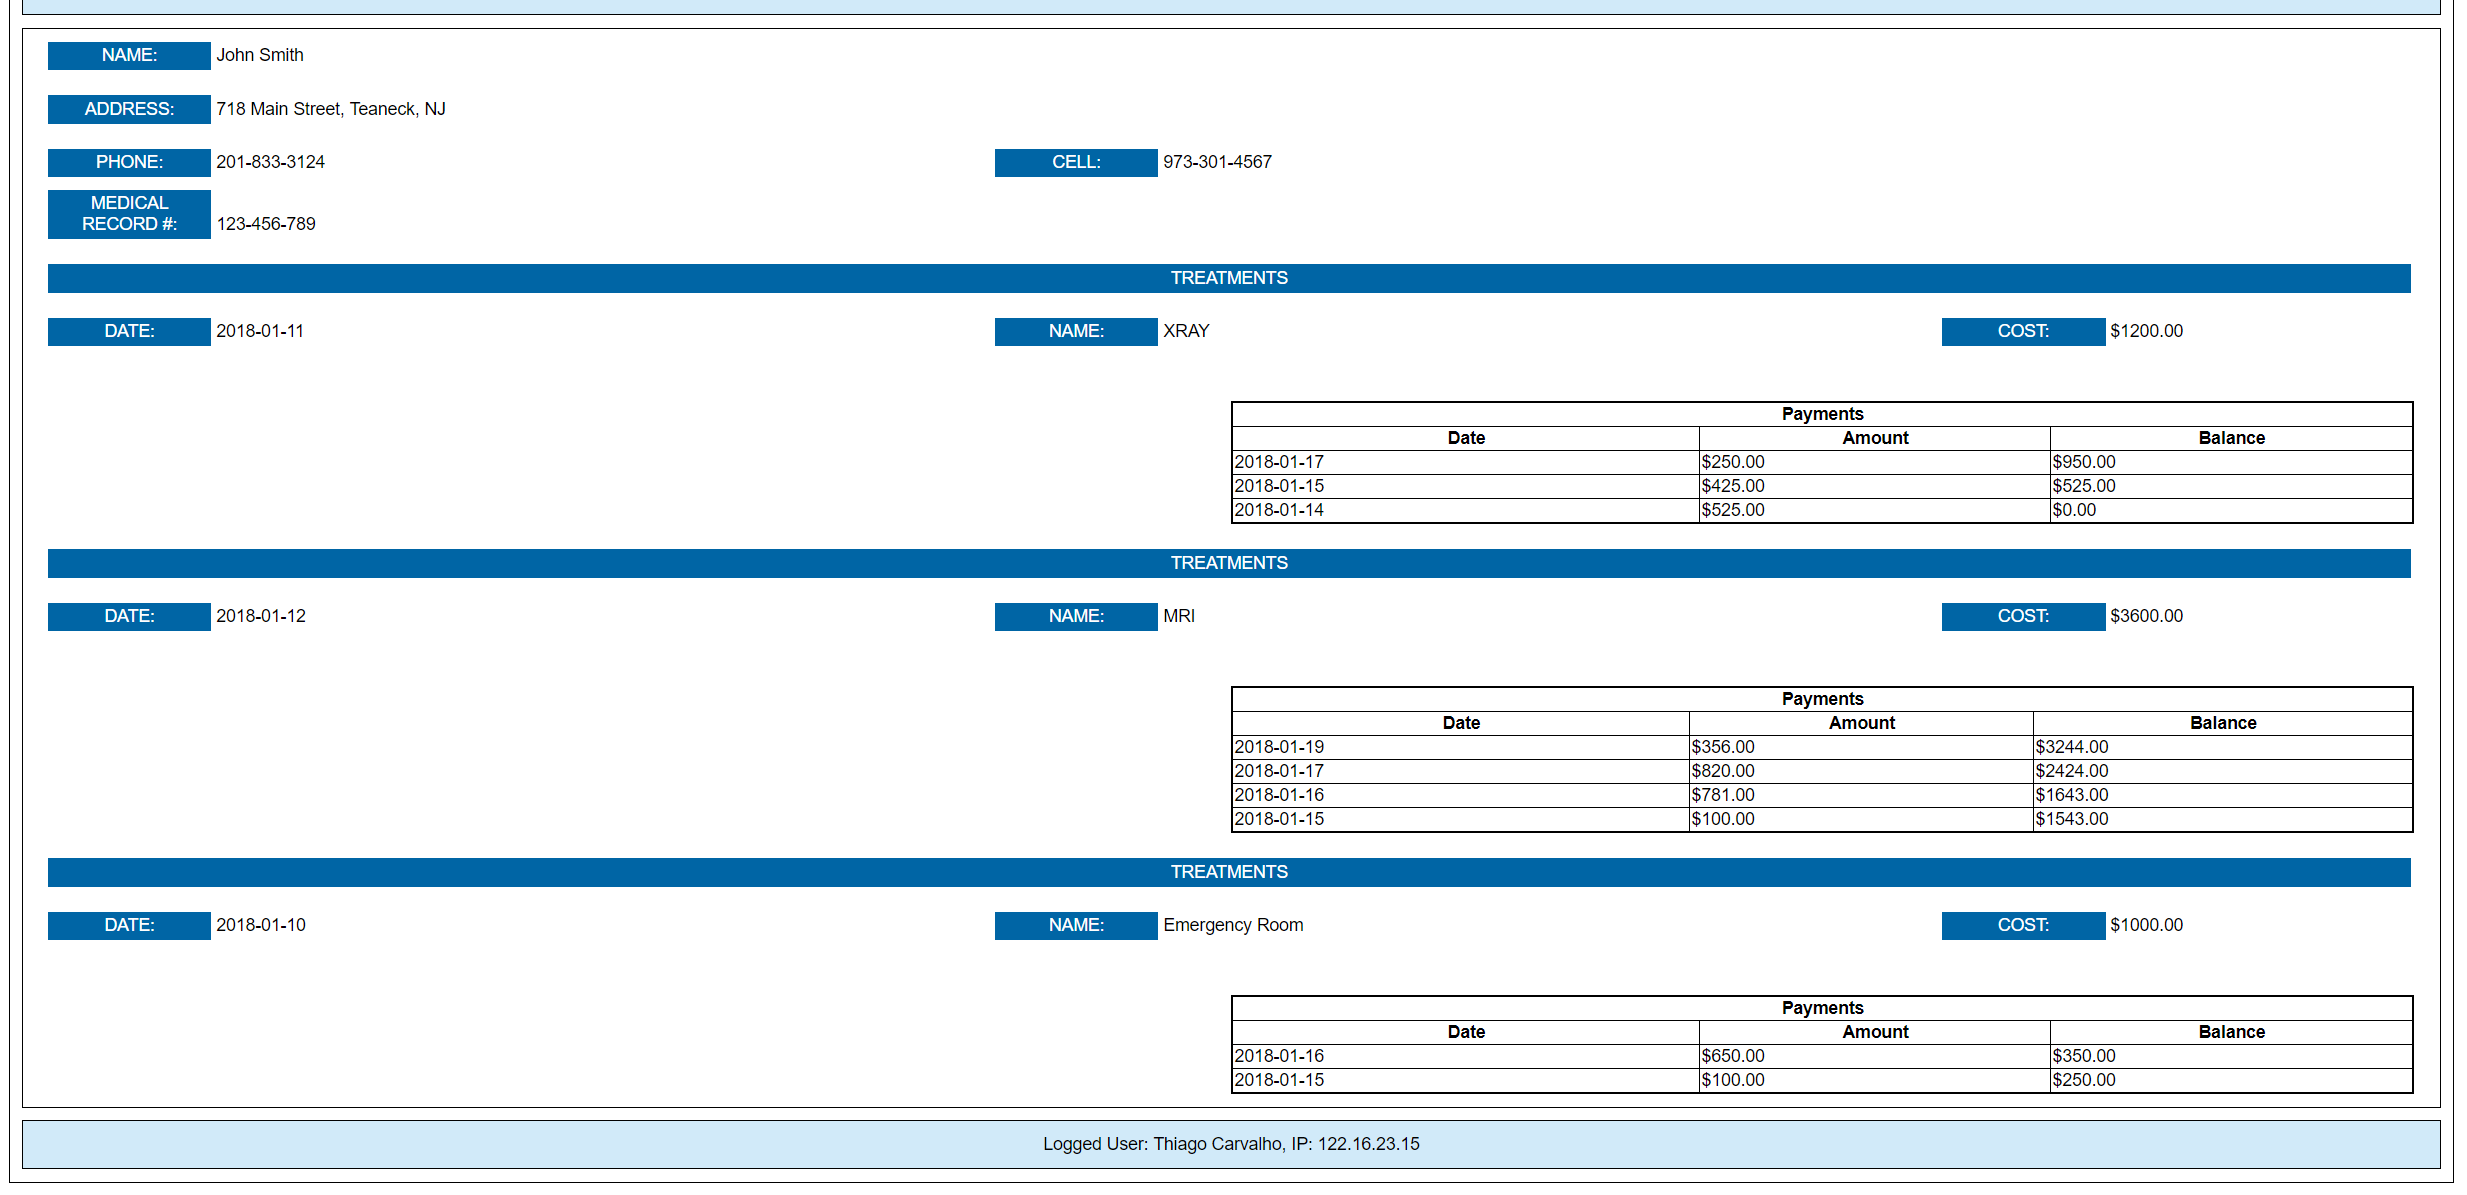 NAME: John Smith
ADDRESS: 718 Main Street, Teaneck, NJ
PHONE: 201-833-3124 CELL: 973-301-4567
MEDICAL
RECORD #: 123-456-789
TREATMENTS
DATE: 2018-01-11 NAME: XRAY COST: $1200.00
Payments
Date Amount Balance
2018-01-17 $250.00 $950.00
2018-01-15 $425.00 $525.00
2018-01-14 $525.00 $0.00
TREATMENTS
DATE: 2018-01-12 NAME: MRI COST: $3600.00
Payments
Date Amount Balance
2018-01-19 $356.00 $3244.00
2018-01-17 $820.00 $2424.00
2018-01-16 $781.00 $1643.00
2018-01-15 $100.00 $1543.00
TREATMENTS
DATE: 2018-01-10 NAME: Emergency Room COST: $1000.00
Payments
Date Amount Balance
2018-01-16 $650.00 $350.00
2018-01-15 $100.00 $250.00
Logged User: Thiago Carvalho, IP: 122.16.23.15